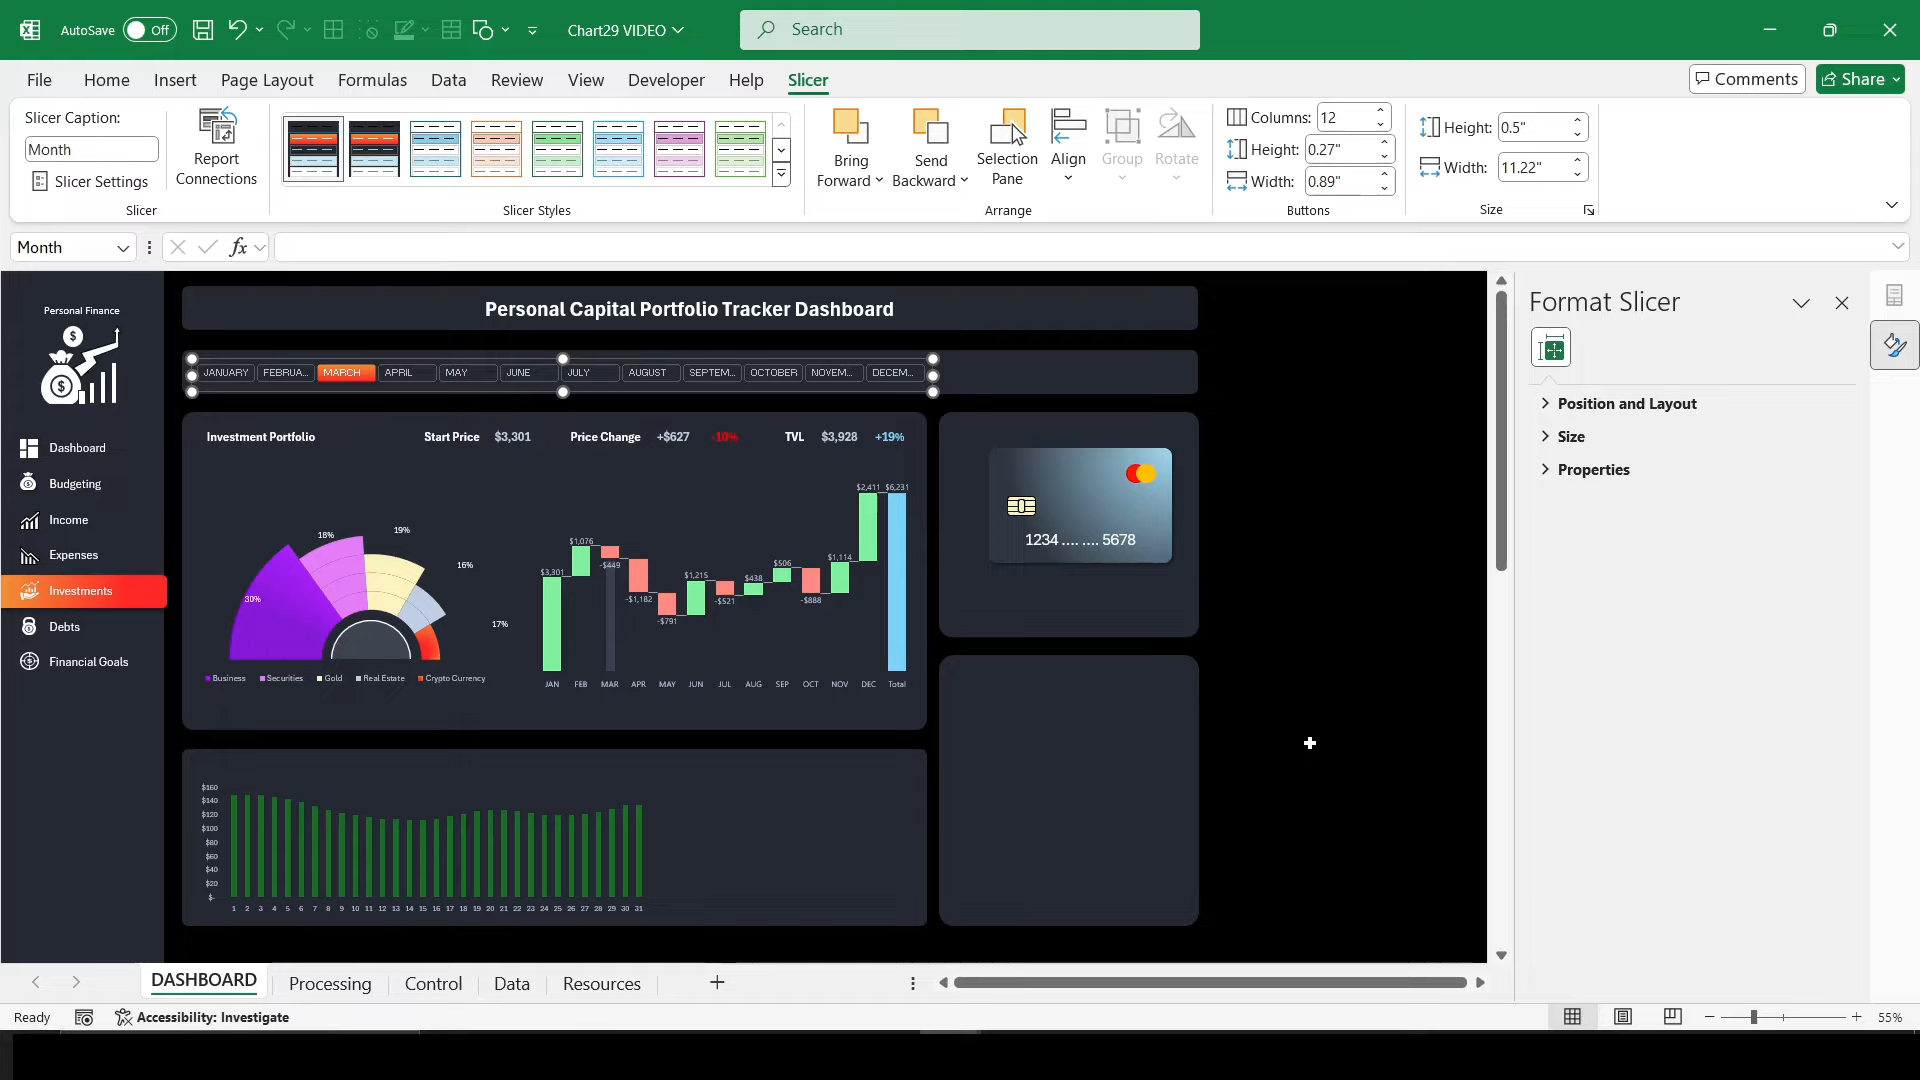 AutoSave Off Chart29 VIDEO Search
File Home Insert Page Layout Formulas Data Review View Developer Help Slicer Comments Share
Slicer Caption:
Month
Slicer Settings
Report
Connections
Slicer
Slicer Styles
Bring
Forward
Send
Backward
Selection
Pane
Align
Group
Rotate
Arrange
Columns: 12
Height: 0.27"
Width: 0.89"
Buttons
Height: 0.5"
Width: 11.22"
Size
Month fx
Personal Finance
Dashboard
Budgeting
Income
Expenses
Investments
Debts
Financial Goals
Personal Capital Portfolio Tracker Dashboard
JANUARY FEBRUA... MARCH APRIL MAY JUNE JULY AUGUST SEPTEM... OCTOBER NOVEM... DECEM...
Investment Portfolio Start Price $3,301 Price Change +$627 -10% TVL $3,928 +19%
30% 18% 19% 16% 17%
Business Securities Gold Real Estate Crypto Currency
$3,301 $1,076 -$449 -$1,182 -$791 $1,215 -$521 $438 $506 -$888 $1,114 $2,411 $6,231
JAN FEB MAR APR MAY JUN JUL AUG SEP OCT NOV DEC Total
1234 .... .... 5678
$160
$140
$120
$100
$80
$60
$40
$20
$-
1 2 3 4 5 6 7 8 9 10 11 12 13 14 15 16 17 18 19 20 21 22 23 24 25 26 27 28 29 30 31
Format Slicer
Position and Layout
Size
Properties
DASHBOARD Processing Control Data Resources
Ready Accessibility: Investigate 55%